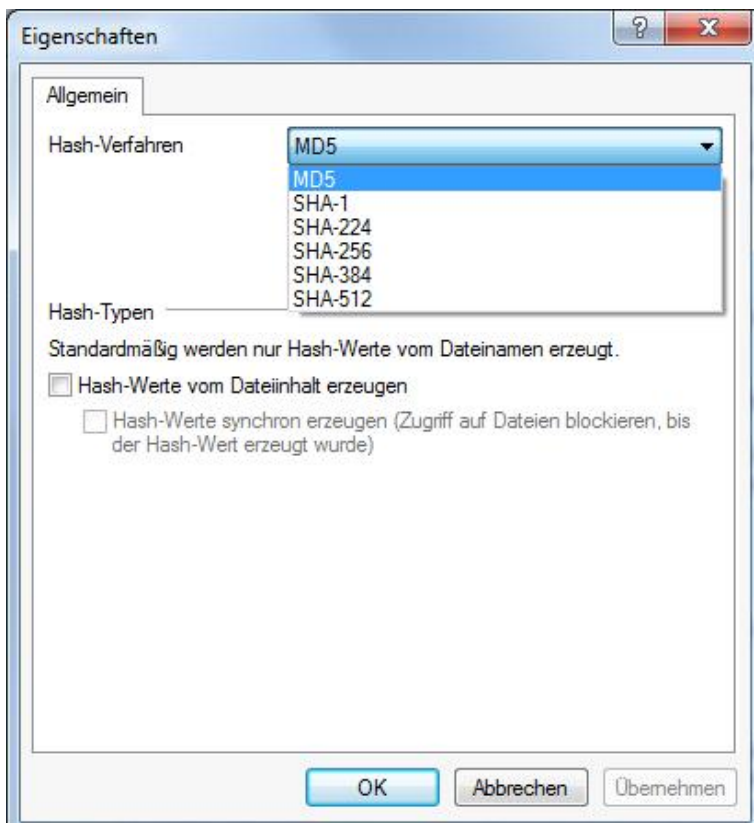 Eigenschaften
?
X
Allgemein
Hash-Verfahren
MD5
MD5
SHA-1
SHA-224
SHA-256
SHA-384
SHA-512
Hash-Typen
Standardmäßig werden nur Hash-Werte vom Dateinamen erzeugt.
Hash-Werte vom Dateiinhalt erzeugen
Hash-Werte synchron erzeugen (Zugriff auf Dateien blockieren, bis
der Hash-Wert erzeugt wurde)
OK
Abbrechen
Übernehmen